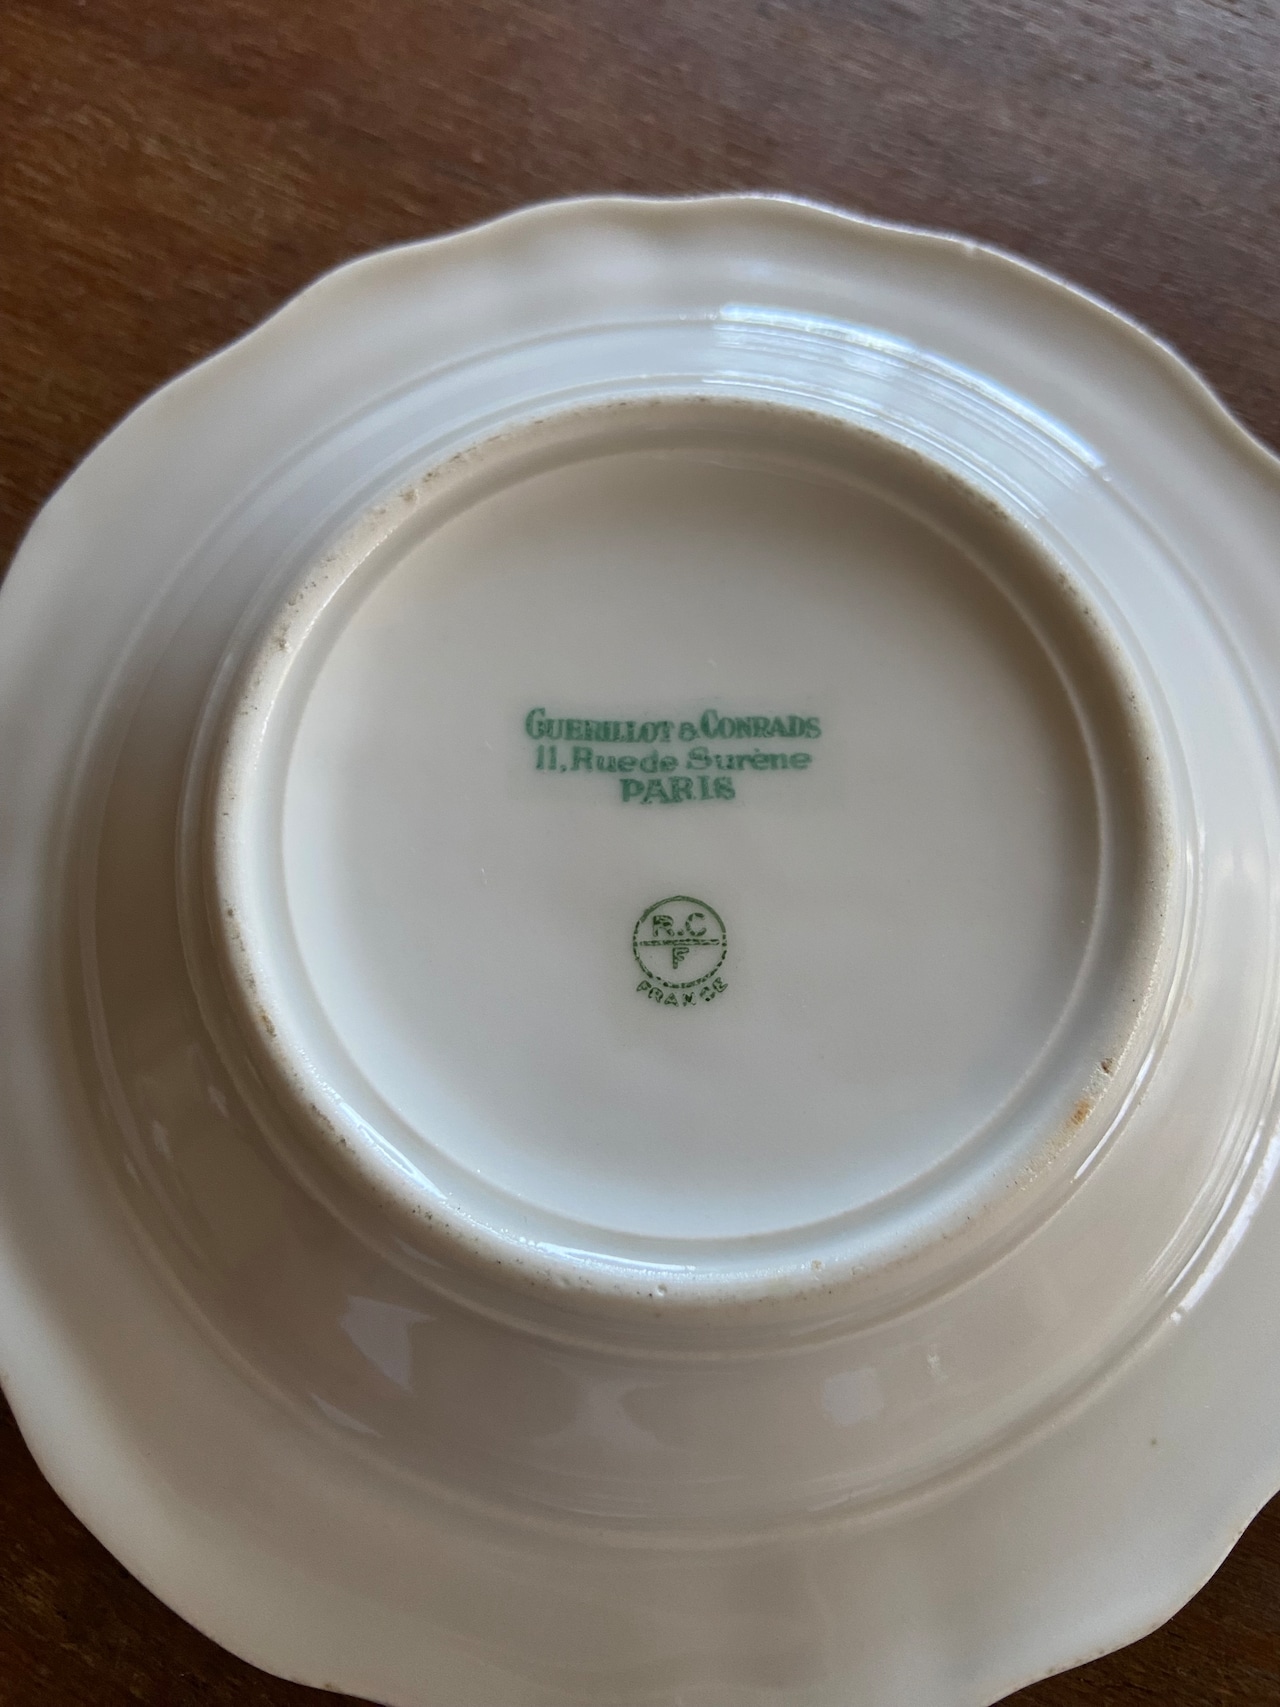 GUERILLOT & CONRADS
11, Rue de Surène
PARIS
R.C
F
FRANCE